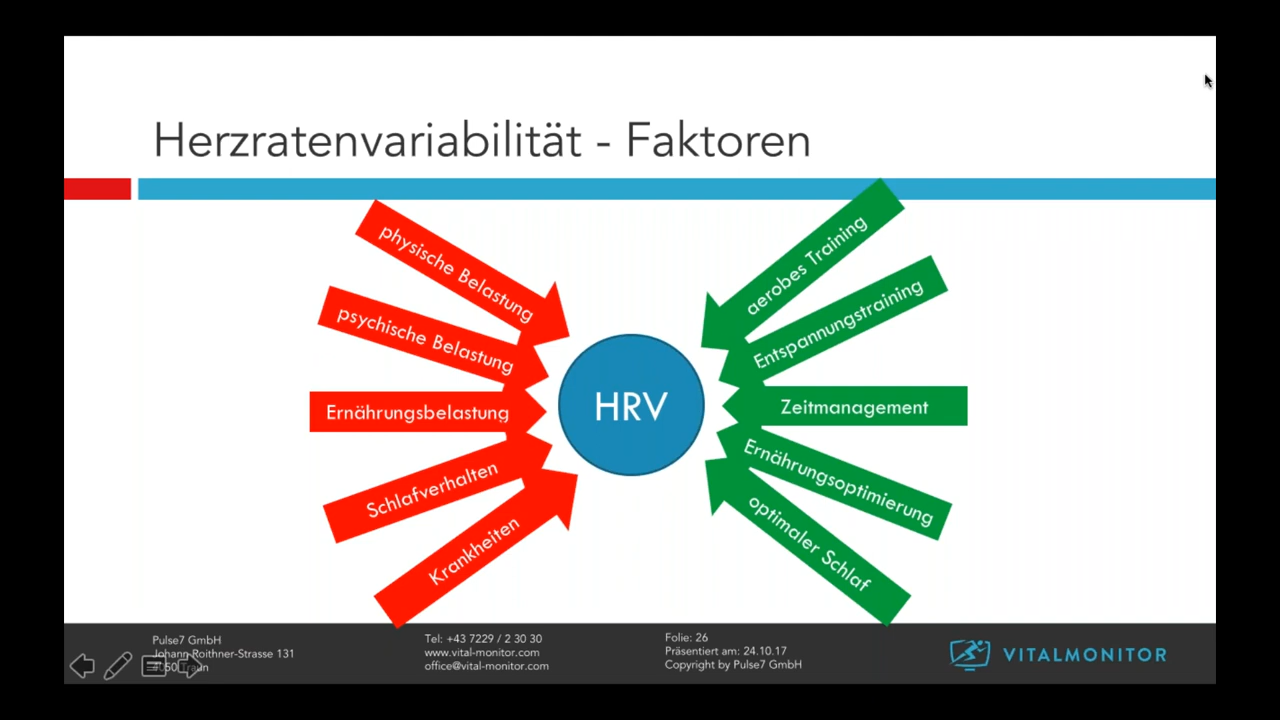 Herzratenvariabilität - Faktoren
physische Belastung
psychische Belastung
Ernährungsbelastung
Schlafverhalten
Krankheiten
HRV
aerobes Training
Entspannungstraining
Zeitmanagement
Ernährungsoptimierung
optimaler Schlaf
Pulse7 GmbH
Johann Roithner-Strasse 131
4050 Traun
Tel: +43 7229 / 2 30 30
www.vital-monitor.com
office@vital-monitor.com
Folie: 26
Präsentiert am: 24.10.17
Copyright by Pulse7 GmbH
VITALMONITOR